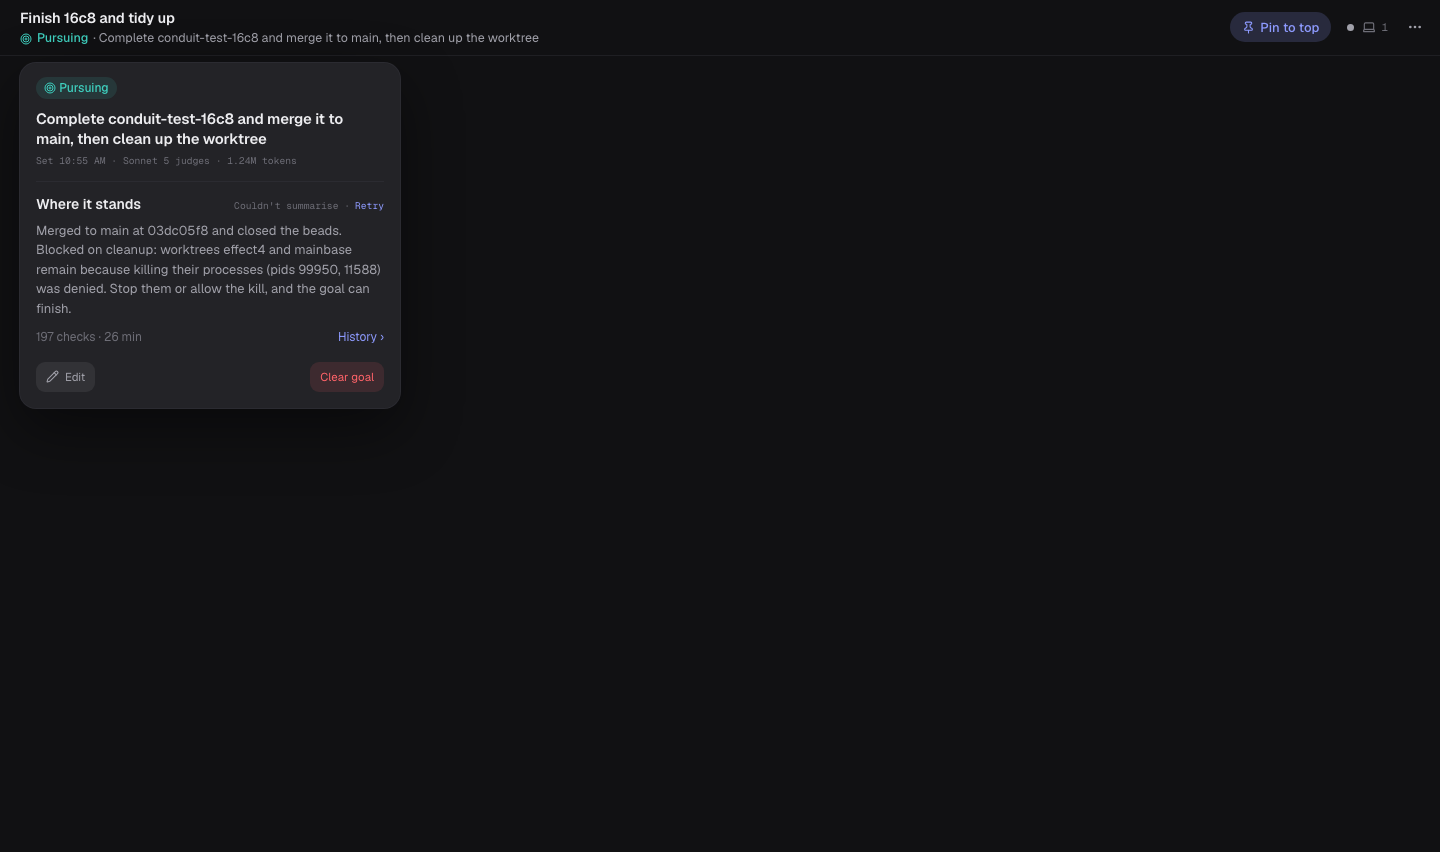 Finish 16c8 and tidy up
Pursuing · Complete conduit-test-16c8 and merge it to main, then clean up the worktree
Pin to top
1
Pursuing
Complete conduit-test-16c8 and merge it to
main, then clean up the worktree
Set 10:55 AM · Sonnet 5 judges · 1.24M tokens
Where it stands
Couldn't summarise · Retry
Merged to main at 03dc05f8 and closed the beads.
Blocked on cleanup: worktrees effect4 and mainbase
remain because killing their processes (pids 99950, 11588)
was denied. Stop them or allow the kill, and the goal can
finish.
197 checks · 26 min
History ›
Edit
Clear goal